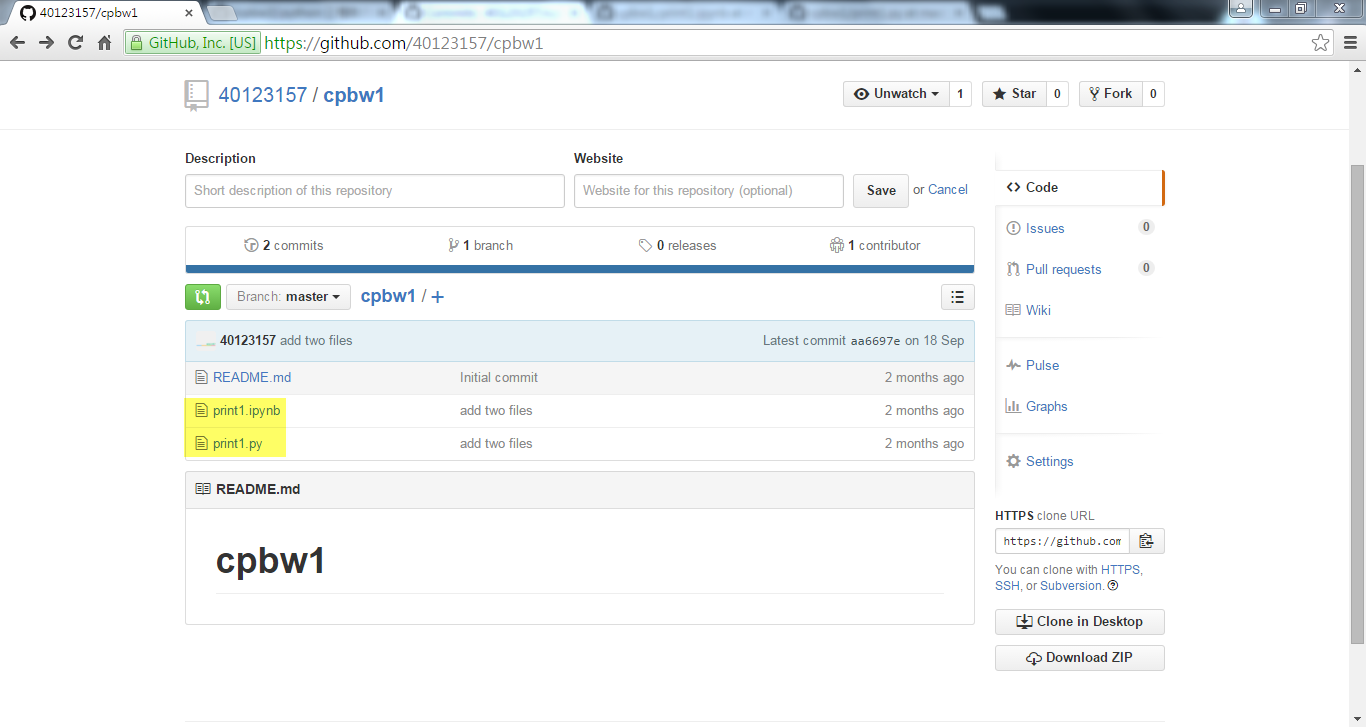 40123157/cpbw1
GitHub, Inc. [US] https://github.com/40123157/cpbw1
40123157 / cpbw1
Unwatch 1 Star 0 Fork 0
Description Website
Short description of this repository Website for this repository (optional) Save or Cancel
2 commits 1 branch 0 releases 1 contributor
Branch: master cpbw1 / +
40123157 add two files Latest commit aa6697e on 18 Sep
README.md Initial commit 2 months ago
print1.ipynb add two files 2 months ago
print1.py add two files 2 months ago
README.md
cpbw1
Code
Issues 0
Pull requests 0
Wiki
Pulse
Graphs
Settings
HTTPS clone URL
https://github.com
You can clone with HTTPS,
SSH, or Subversion.
Clone in Desktop
Download ZIP